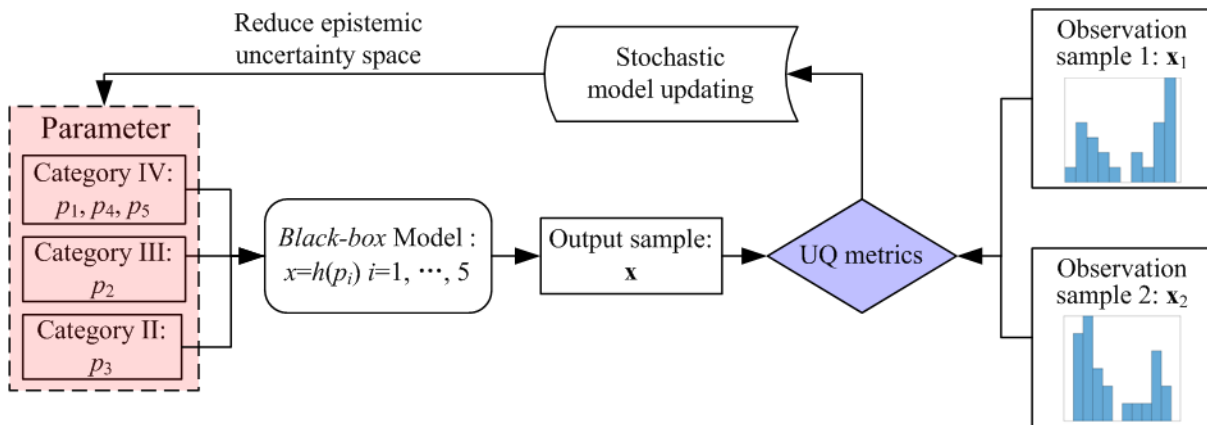 Reduce epistemic
uncertainty space
Stochastic
model updating
Observation
sample 1: x₁
Parameter
Category IV:
p₁, p₄, p₅
Category III:
p₂
Category II:
p₃
Black-box Model :
x=h(pᵢ) i=1, ⋯, 5
Output sample:
x
UQ metrics
Observation
sample 2: x₂